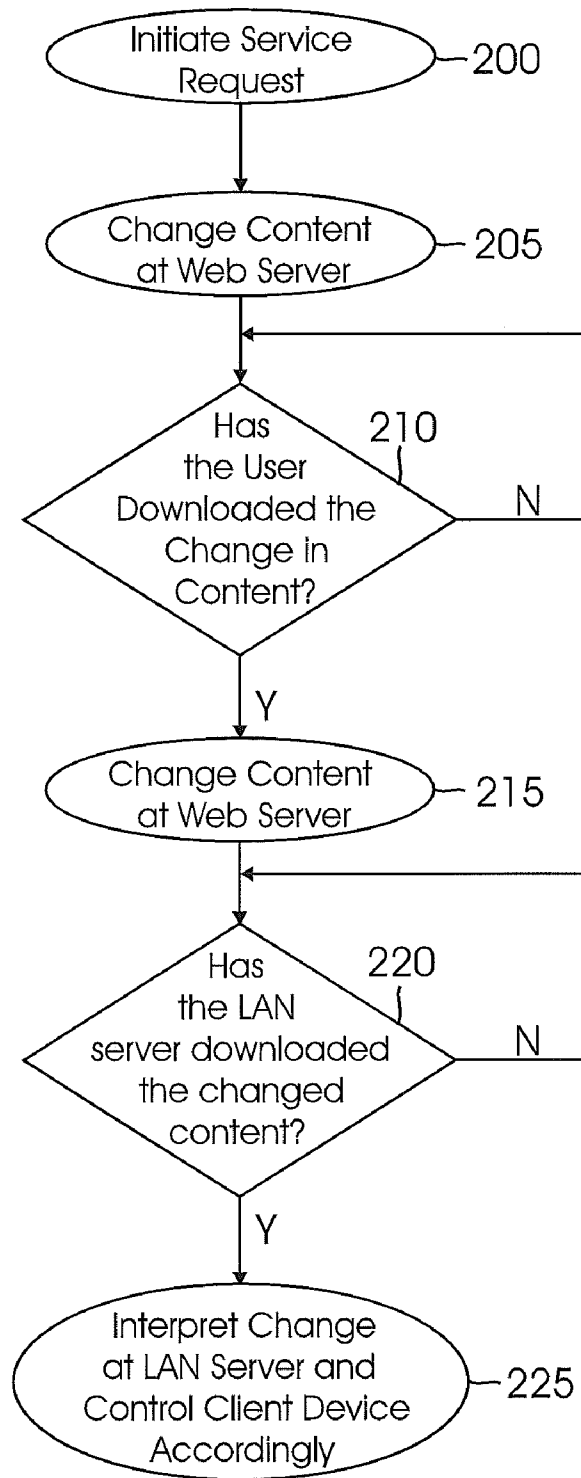 Initiate Service
Request
200
Change Content
at Web Server
205
Has
the User
Downloaded the
Change in
Content?
210
N
Y
Change Content
at Web Server
215
Has
the LAN
server downloaded
the changed
content?
220
N
Y
Interpret Change
at LAN Server and
Control Client Device
Accordingly
225